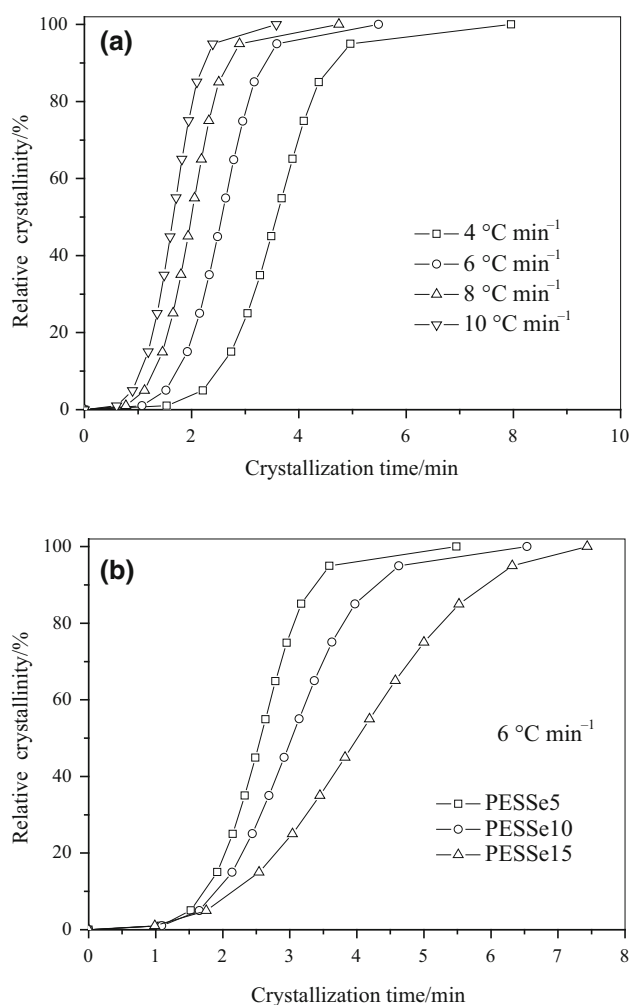 (a)
100
80
60
40
20
0
Relative crystallinity/%
4 °C min⁻¹
6 °C min⁻¹
8 °C min⁻¹
10 °C min⁻¹
0 2 4 6 8 10
Crystallization time/min
(b)
100
80
60
40
20
0
Relative crystallinity/%
6 °C min⁻¹
PESSe5
PESSe10
PESSe15
0 1 2 3 4 5 6 7 8
Crystallization time/min